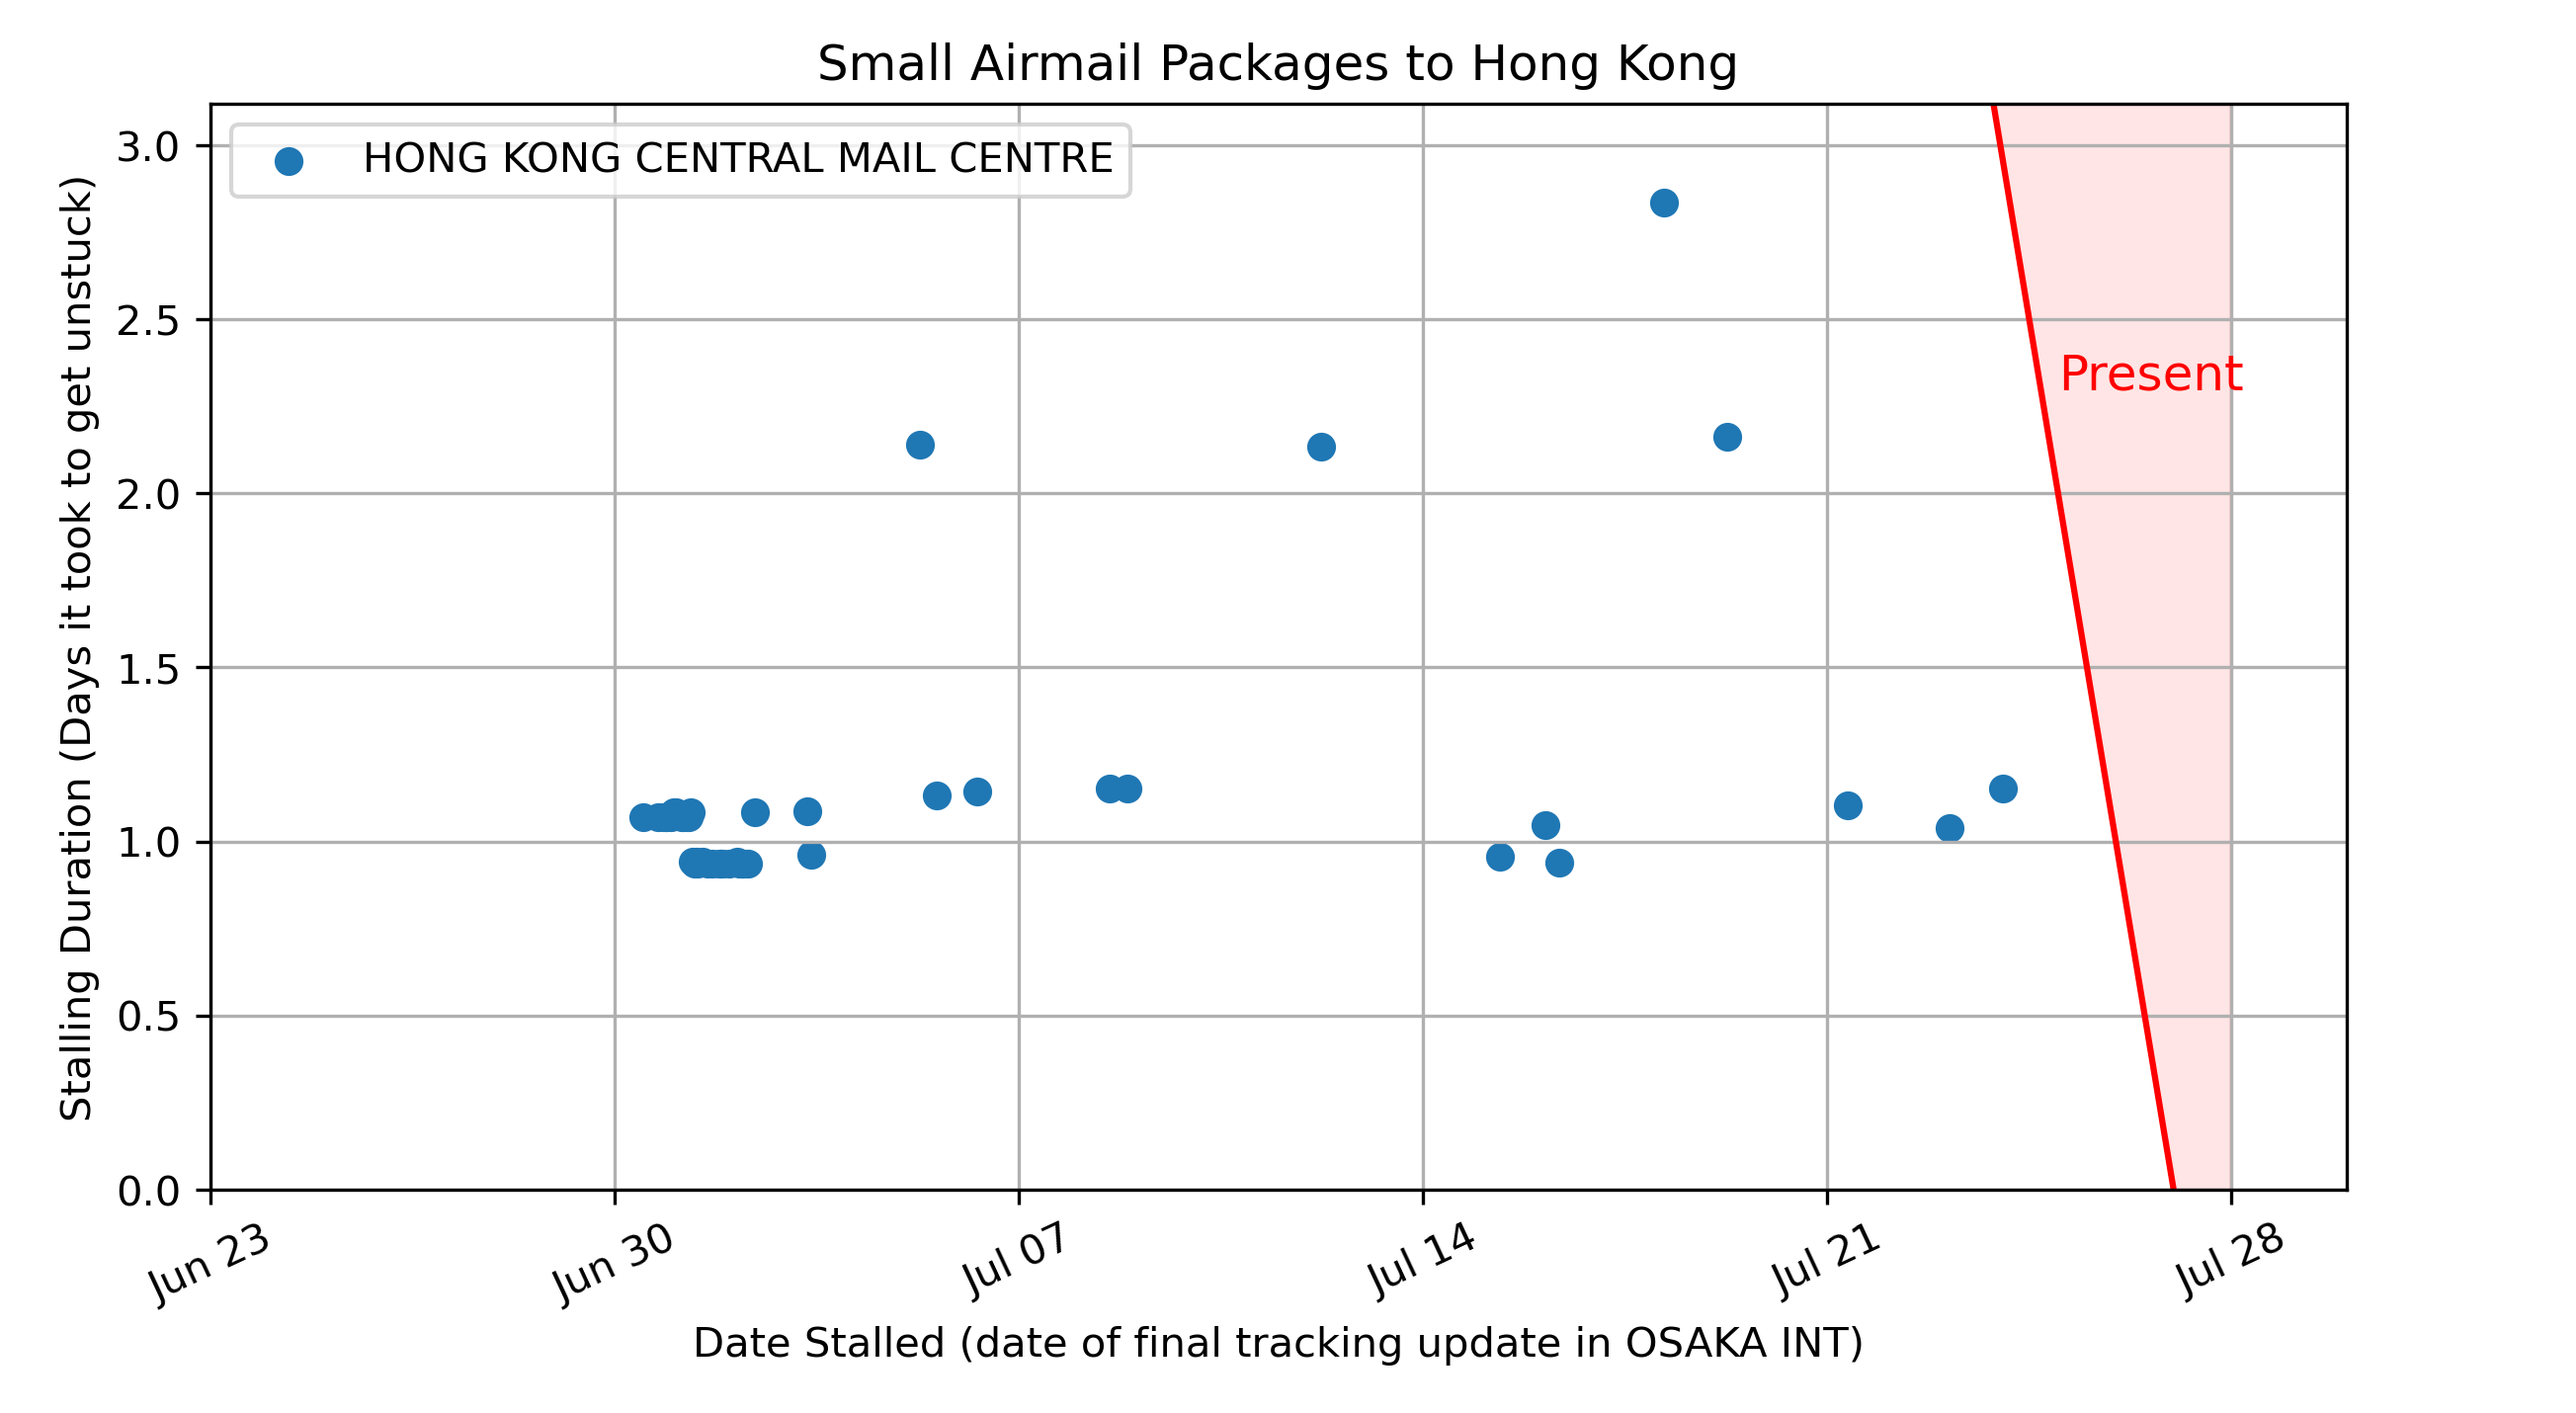 Small Airmail Packages to Hong Kong
HONG KONG CENTRAL MAIL CENTRE
Stalling Duration (Days it took to get unstuck)
3.0
2.5
2.0
1.5
1.0
0.5
0.0
Present
Jun 23
Jun 30
Jul 07
Jul 14
Jul 21
Jul 28
Date Stalled (date of final tracking update in OSAKA INT)